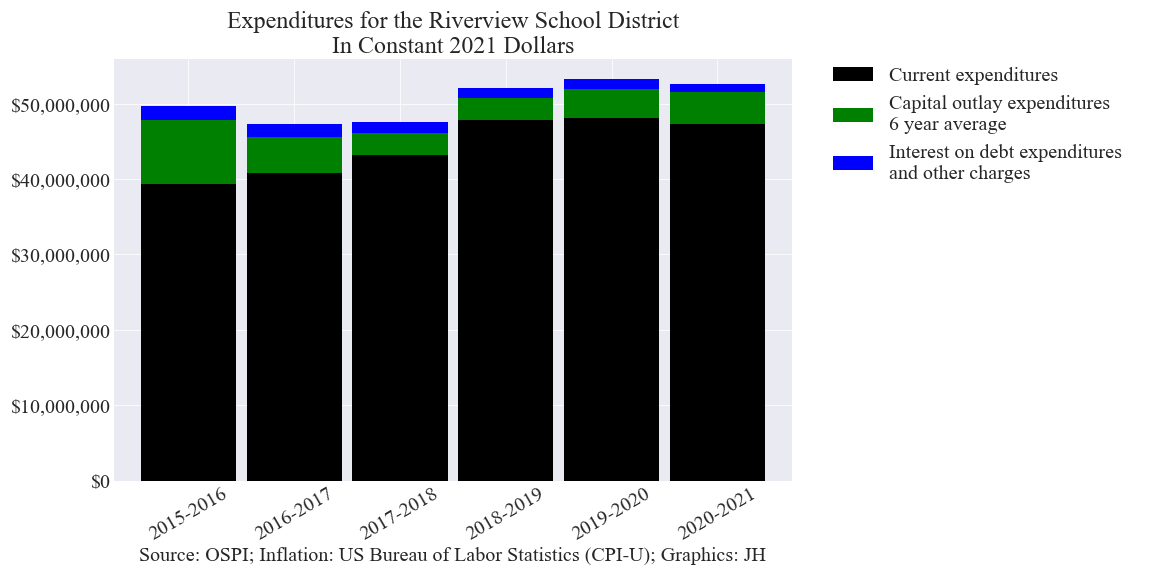 Expenditures for the Riverview School District
In Constant 2021 Dollars
$50,000,000
$40,000,000
$30,000,000
$20,000,000
$10,000,000
$0
2015-2016
2016-2017
2017-2018
2018-2019
2019-2020
2020-2021
Source: OSPI; Inflation: US Bureau of Labor Statistics (CPI-U); Graphics: JH
Current expenditures
Capital outlay expenditures
6 year average
Interest on debt expenditures
and other charges